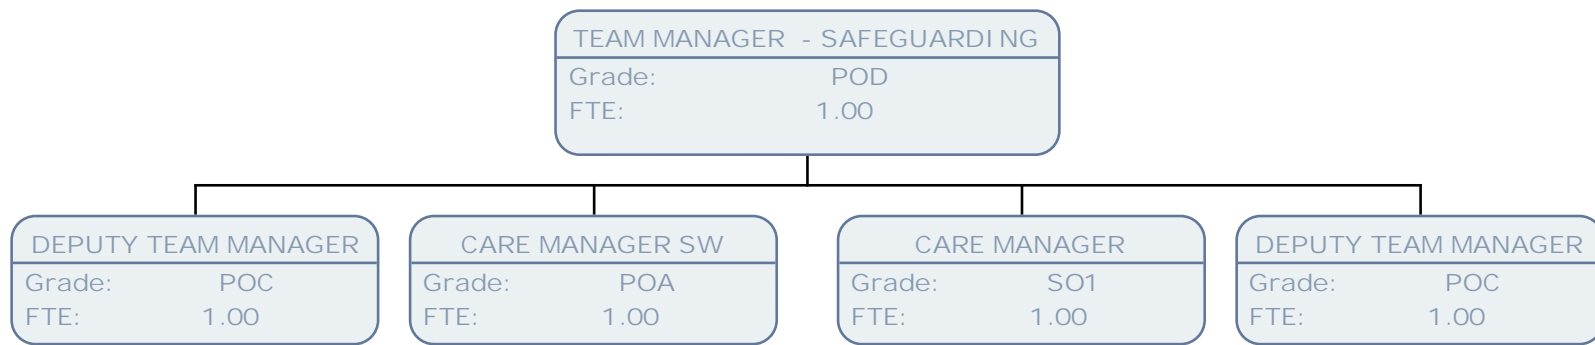 TEAM MANAGER - SAFEGUARDING
Grade: POD
FTE: 1.00
DEPUTY TEAM MANAGER
Grade: POC
FTE: 1.00
CARE MANAGER SW
Grade: POA
FTE: 1.00
CARE MANAGER
Grade: SO1
FTE: 1.00
DEPUTY TEAM MANAGER
Grade: POC
FTE: 1.00